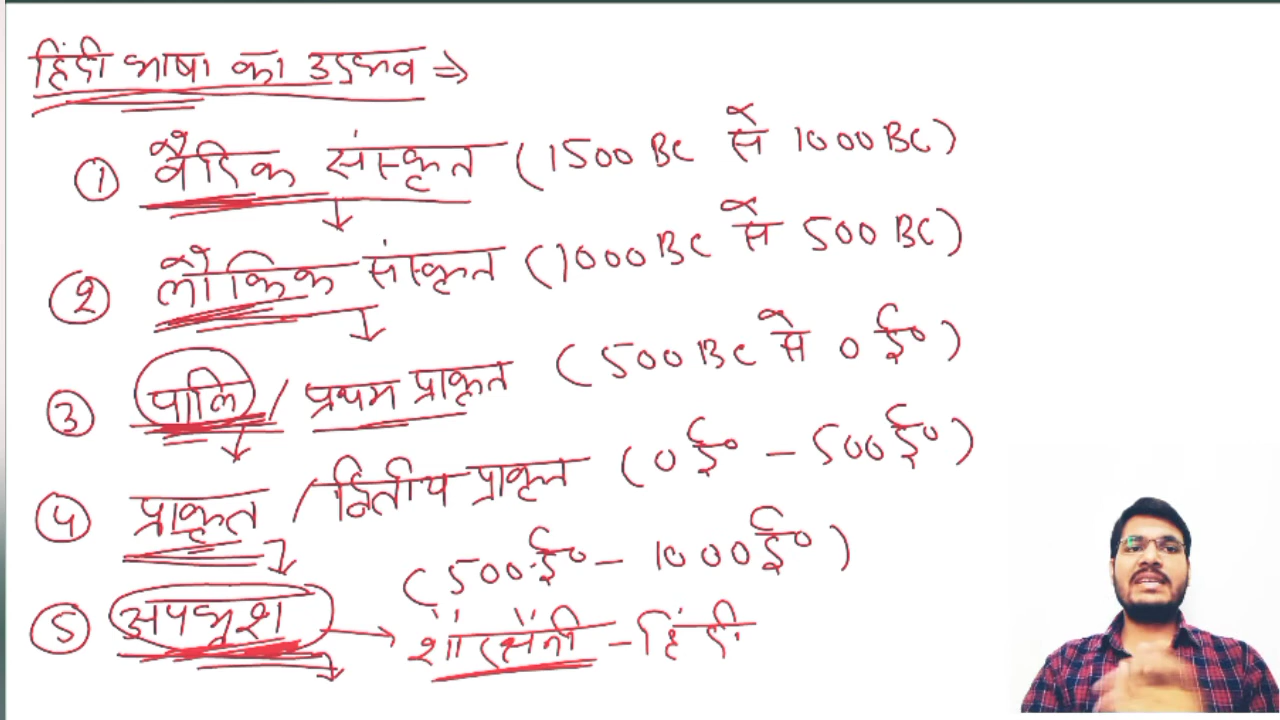 हिंदी भाषा का उद्भव ⇒
① वैदिक संस्कृत (1500 BC से 1000 BC)
② लौकिक संस्कृत (1000 BC से 500 BC)
③ पालि / प्रथम प्राकृत (500 BC से 0 ई०)
④ प्राकृत / द्वितीय प्राकृत (0 ई० – 500 ई०)
⑤ अपभ्रंश (500 ई० – 1000 ई०)
→ शौरसेनी – हिंदी